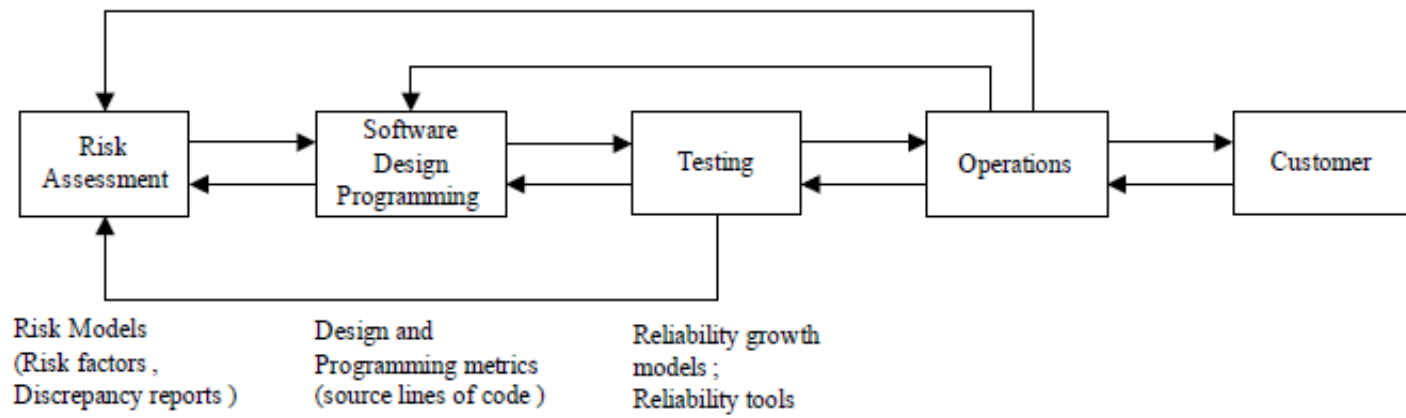 Risk
Assessment
Software
Design
Programming
Testing
Operations
Customer
Risk Models
(Risk factors ,
Discrepancy reports )
Design and
Programming metrics
(source lines of code )
Reliability growth
models ;
Reliability tools